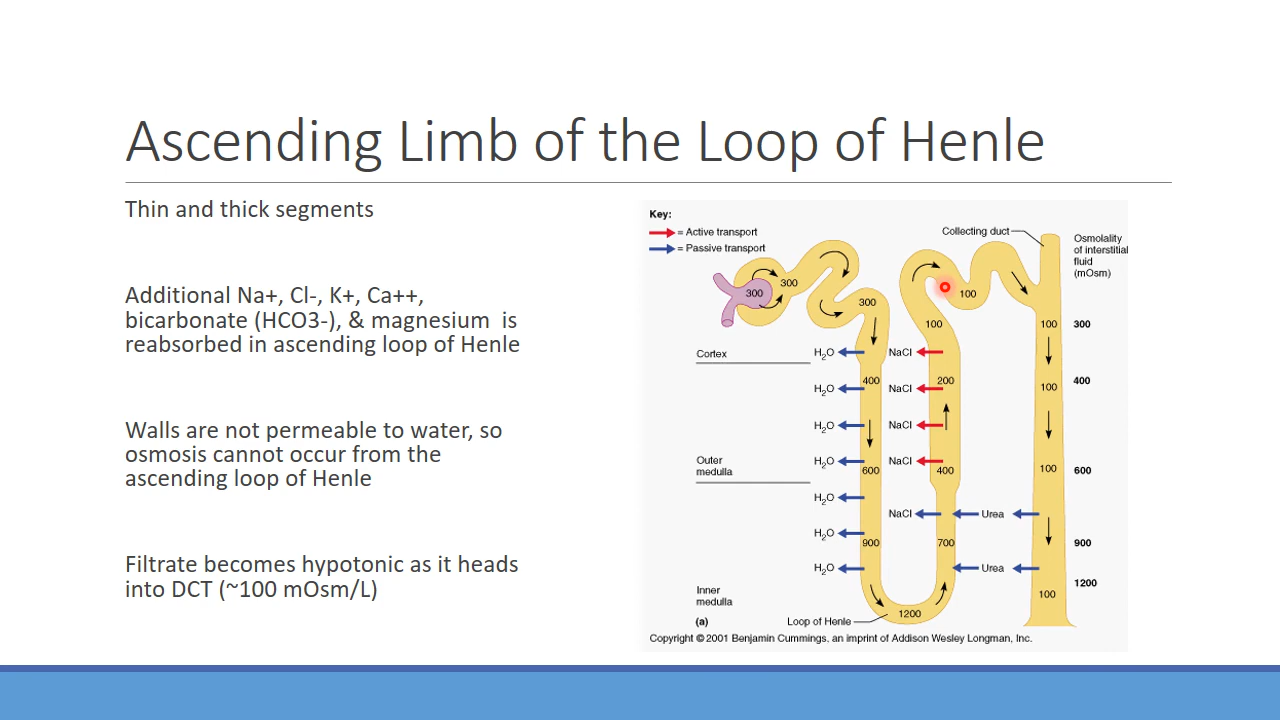 Ascending Limb of the Loop of Henle
Thin and thick segments
Additional Na+, Cl-, K+, Ca++,
bicarbonate (HCO3-), & magnesium  is
reabsorbed in ascending loop of Henle
Walls are not permeable to water, so
osmosis cannot occur from the
ascending loop of Henle
Filtrate becomes hypotonic as it heads
into DCT (~100 mOsm/L)
Key:
= Active transport
= Passive transport
Collecting duct
Osmolality
of interstitial
fluid
(mOsm)
300
300
300
100
100
100
300
Cortex
H₂O
NaCl
400
200
100
400
H₂O
NaCl
H₂O
NaCl
Outer
medulla
H₂O
NaCl
600
400
100
600
H₂O
NaCl
Urea
H₂O
900
700
900
H₂O
Urea
1200
Inner
medulla
100
1200
(a)
Loop of Henle
Copyright © 2001 Benjamin Cummings, an imprint of Addison Wesley Longman, Inc.